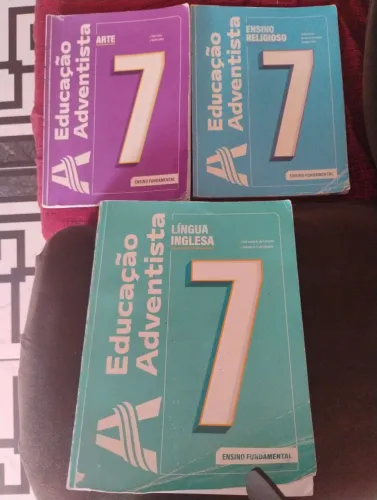 Educação
Adventista
ARTE
7
ENSINO FUNDAMENTAL
Educação
Adventista
ENSINO
RELIGIOSO
7
ENSINO FUNDAMENTAL
Educação
Adventista
LÍNGUA
INGLESA
7
ENSINO FUNDAMENTAL